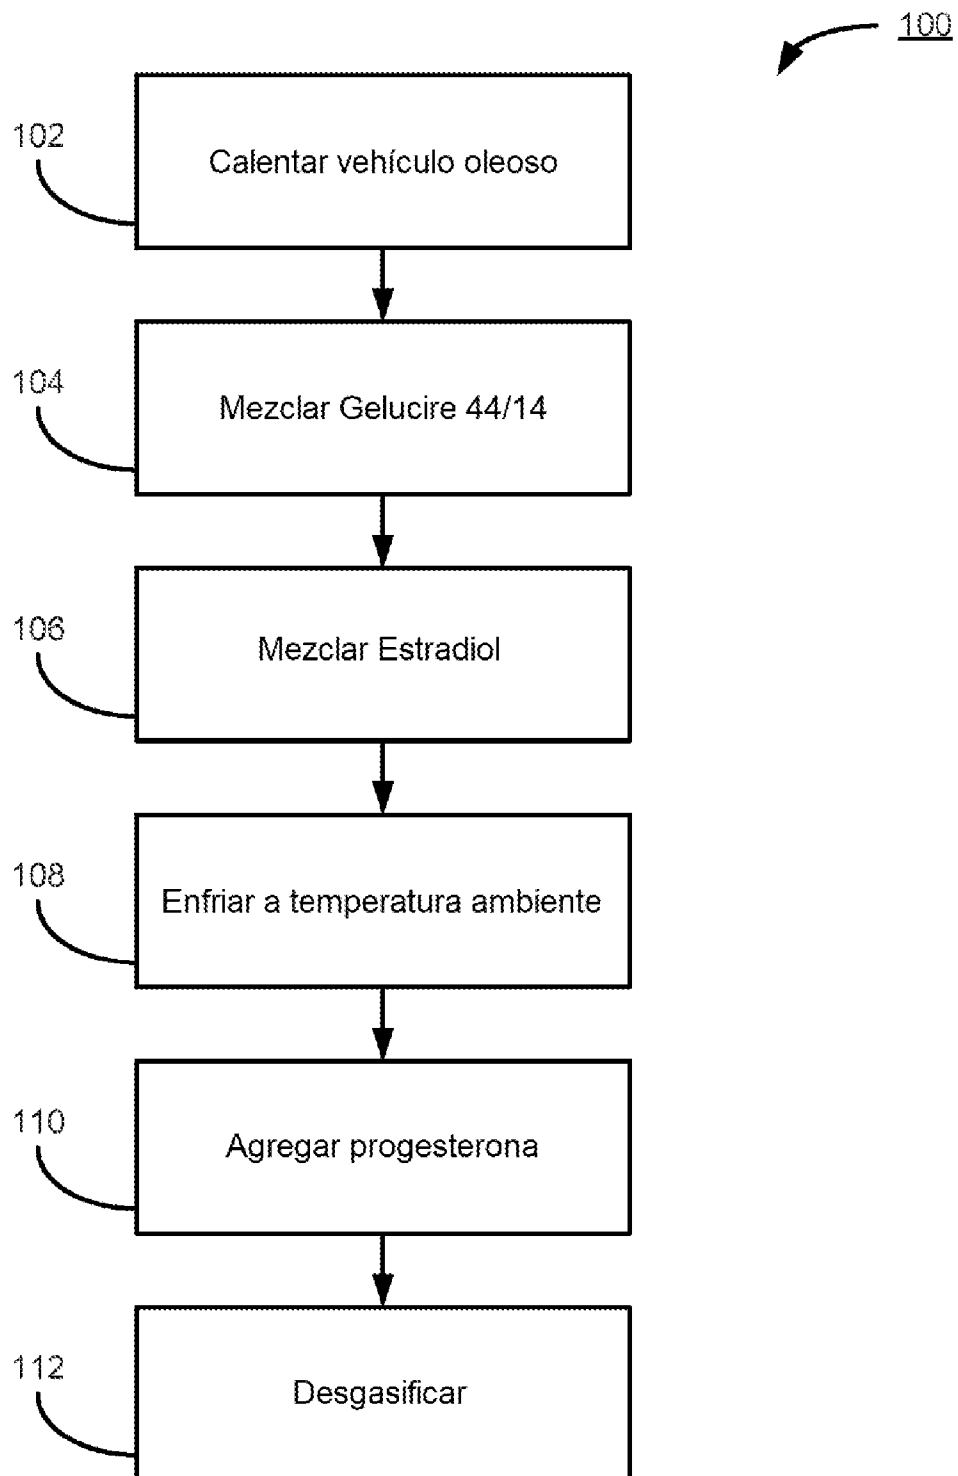 100
102
Calentar vehículo oleoso
104
Mezclar Gelucire 44/14
106
Mezclar Estradiol
108
Enfriar a temperatura ambiente
110
Agregar progesterona
112
Desgasificar